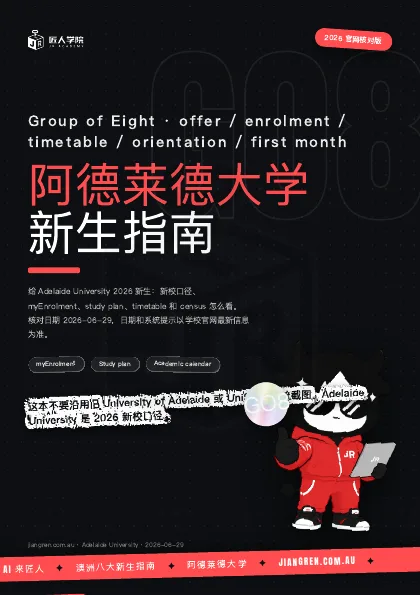 匠人学院
JR ACADEMY
2026 官网核对版
GO8
Group of Eight · offer / enrolment /
timetable / orientation / first month
阿德莱德大学
新生指南
给 Adelaide University 2026 新生：新校口径、
myEnrolment、study plan、timetable 和 census 怎么看。
核对日期 2026-06-29，日期和系统提示以学校官网最新信息
为准。
myEnrolment
Study plan
Academic calendar
这本不要沿用旧 University of Adelaide 或 Uni
截图，Adelaide
University 是 2026 新校口径。
GO8
JR
JR
jiangren.com.au · Adelaide University · 2026-06-29
AI 来匠人 ✦ 澳洲八大新生指南 ✦ 阿德莱德大学 ✦ JIANGREN.COM.AU ✦